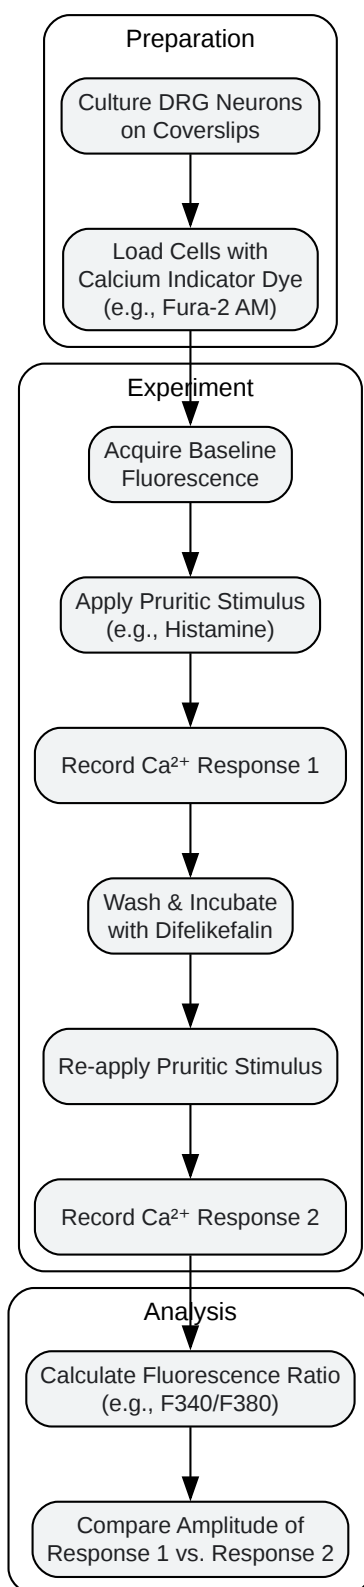 Preparation
Culture DRG Neurons
on Coverslips
Load Cells with
Calcium Indicator Dye
(e.g., Fura-2 AM)
Experiment
Acquire Baseline
Fluorescence
Apply Pruritic Stimulus
(e.g., Histamine)
Record Ca²⁺ Response 1
Wash & Incubate
with Difelikefalin
Re-apply Pruritic Stimulus
Record Ca²⁺ Response 2
Analysis
Calculate Fluorescence Ratio
(e.g., F340/F380)
Compare Amplitude of
Response 1 vs. Response 2